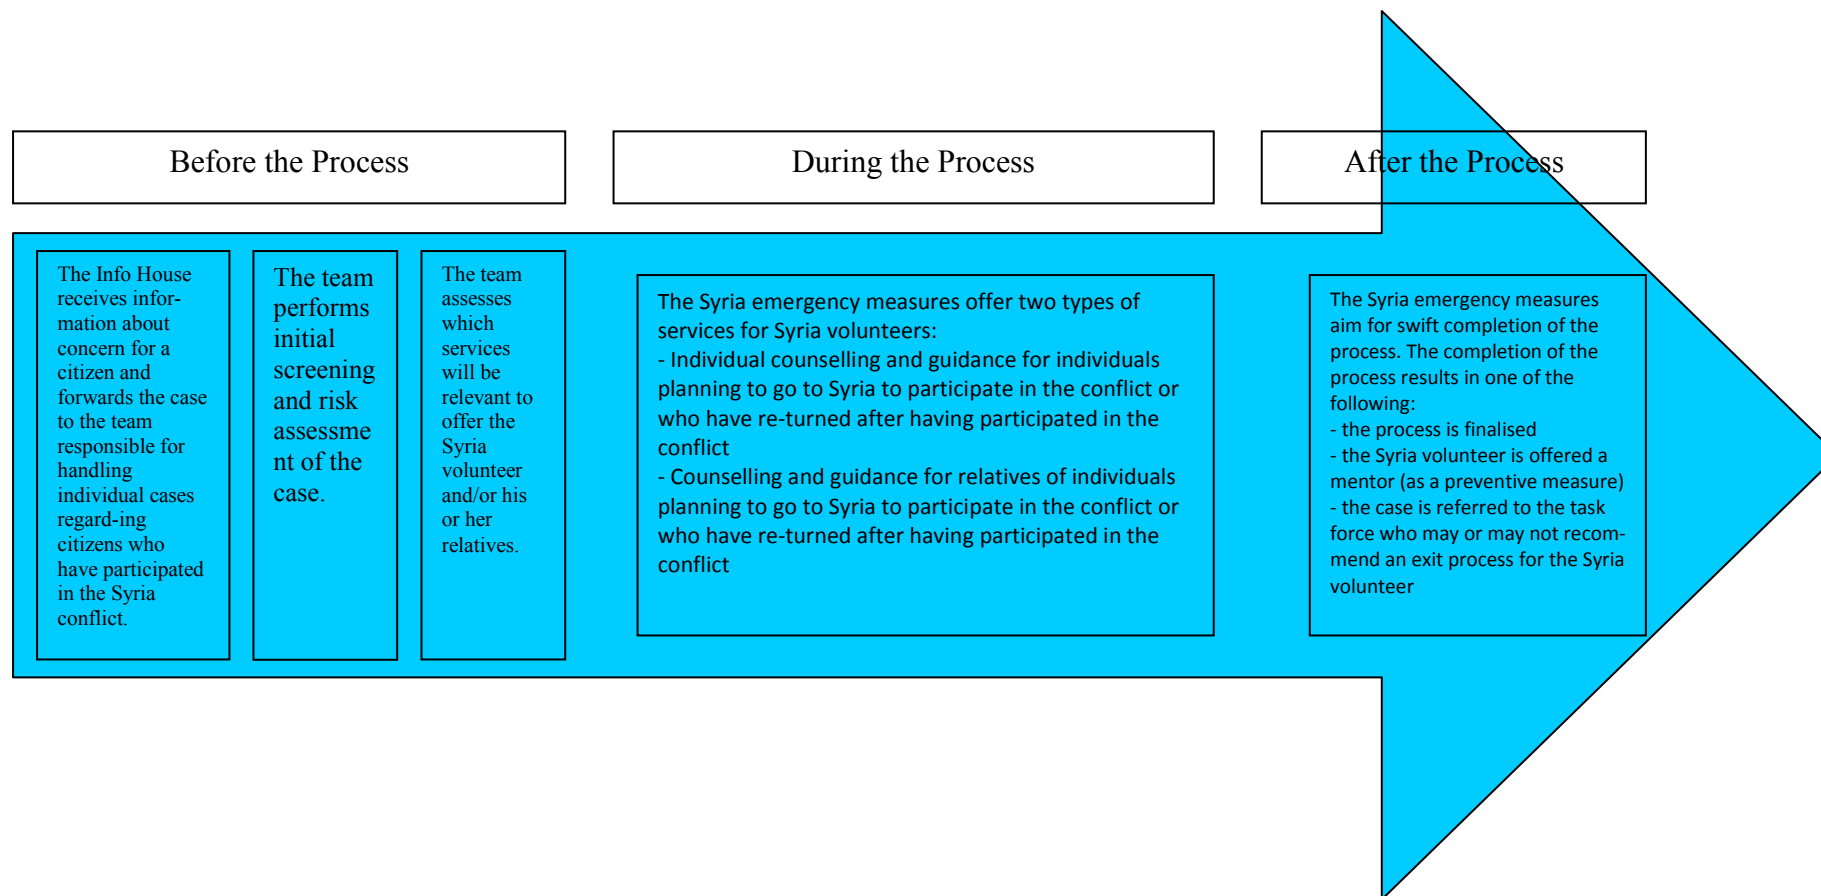 Before the Process
During the Process
After the Process
The Info House
receives infor-
mation about
concern for a
citizen and
forwards the case
to the team
responsible for
handling
individual cases
regard-ing
citizens who
have participated
in the Syria
conflict.
The team
performs
initial
screening
and risk
assessme
nt of the
case.
The team
assesses
which
services
will be
relevant to
offer the
Syria
volunteer
and/or his
or her
relatives.
The Syria emergency measures offer two types of
services for Syria volunteers:
- Individual counselling and guidance for individuals
planning to go to Syria to participate in the conflict or
who have re-turned after having participated in the
conflict
- Counselling and guidance for relatives of individuals
planning to go to Syria to participate in the conflict or
who have re-turned after having participated in the
conflict
The Syria emergency measures
aim for swift completion of the
process. The completion of the
process results in one of the
following:
- the process is finalised
- the Syria volunteer is offered a
mentor (as a preventive measure)
- the case is referred to the task
force who may or may not recom-
mend an exit process for the Syria
volunteer